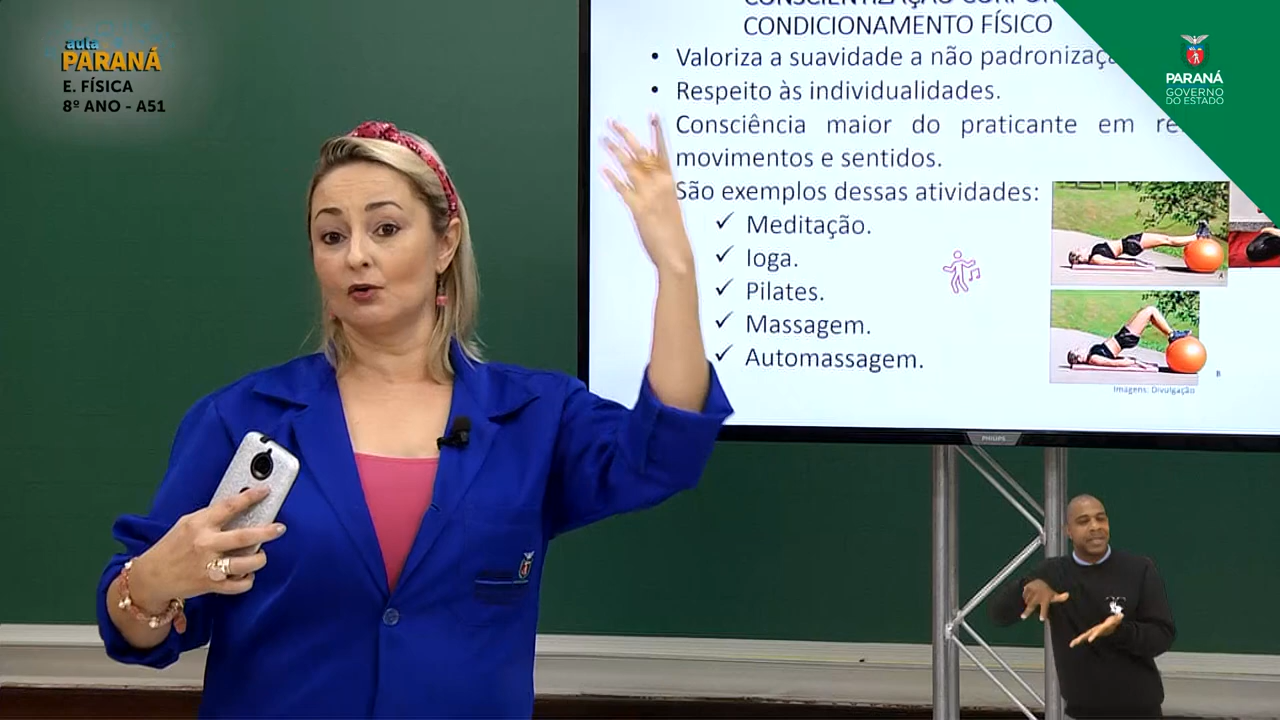 aula
PARANÁ
E. FÍSICA
8º ANO - A51
CONDICIONAMENTO FÍSICO
• Valoriza a suavidade a não
• Respeito às individualidades.
Consciência maior do praticante em
movimentos e sentidos.
São exemplos dessas atividades:
✓ Meditação.
✓ Ioga.
✓ Pilates.
✓ Massagem.
✓ Automassagem.
A
B
Imagens: Divulgação
PHILIPS
PARANÁ
GOVERNO
DO ESTADO